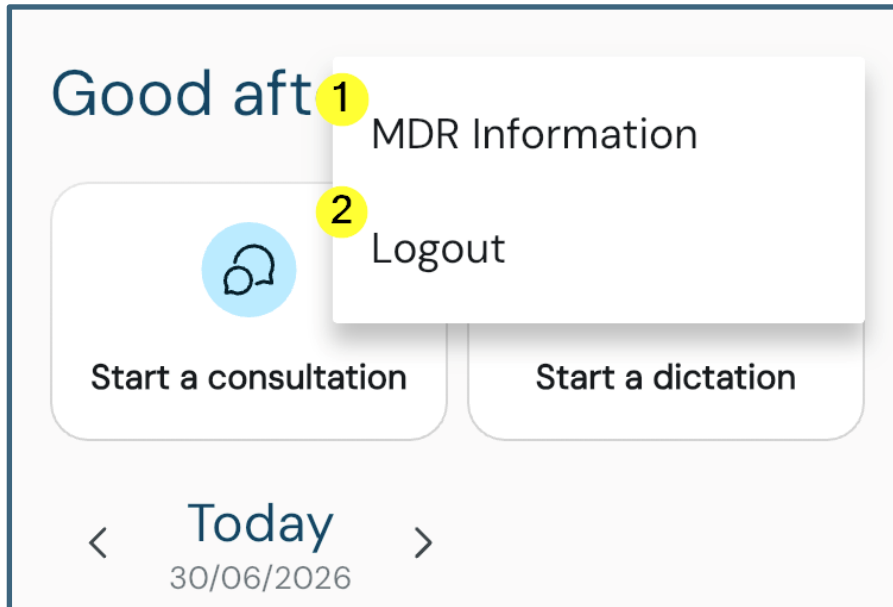 Good aft
1
MDR Information
2
Logout
Start a consultation
Start a dictation
Today
30/06/2026